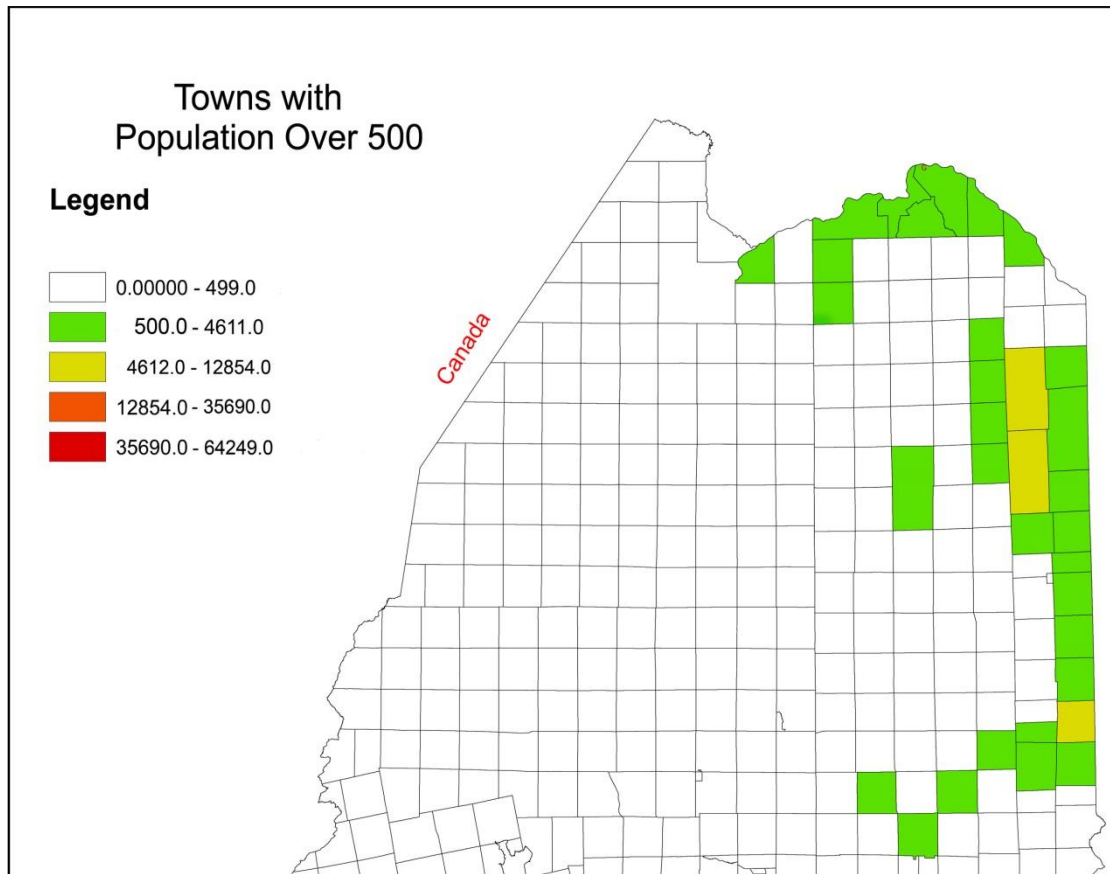 Towns with
Population Over 500
Legend
0.00000 - 499.0
500.0 - 4611.0
4612.0 - 12854.0
12854.0 - 35690.0
35690.0 - 64249.0
Canada